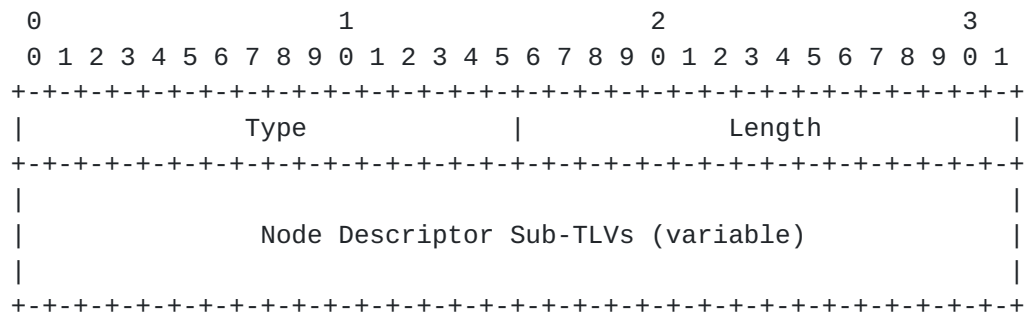 0                   1                   2                   3
 0 1 2 3 4 5 6 7 8 9 0 1 2 3 4 5 6 7 8 9 0 1 2 3 4 5 6 7 8 9 0 1
+-+-+-+-+-+-+-+-+-+-+-+-+-+-+-+-+-+-+-+-+-+-+-+-+-+-+-+-+-+-+-+-+
|              Type             |             Length            |
+-+-+-+-+-+-+-+-+-+-+-+-+-+-+-+-+-+-+-+-+-+-+-+-+-+-+-+-+-+-+-+-+
|                                                               |
|               Node Descriptor Sub-TLVs (variable)             |
|                                                               |
+-+-+-+-+-+-+-+-+-+-+-+-+-+-+-+-+-+-+-+-+-+-+-+-+-+-+-+-+-+-+-+-+